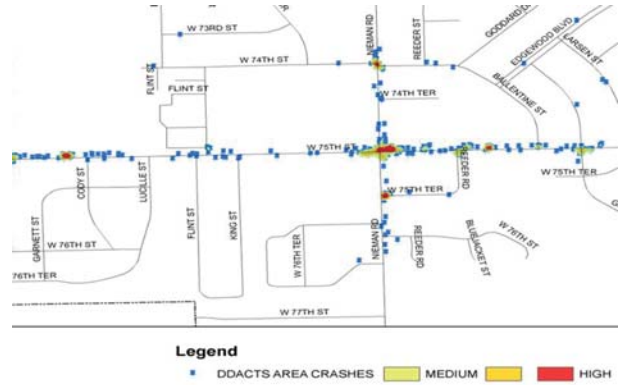 W 73RD ST
NIEMAN RD
REEDER ST
GODDARD
EDGEWOOD BLVD
LARSEN ST
W 74TH ST
FLINT ST
FLINT ST
BALLENTINE ST
W 74TH TER
W 75TH ST
REEDER RD
W 75TH TER
W 75TH TER
CODY ST
LUCILLE ST
GARNETT ST
FLINT ST
KING ST
W 76TH ST
W 76TH TER
NIEMAN RD
REEDER RD
BLUEJACKET ST
W 76TH ST
76TH TER
W 77TH ST
Legend
DDACTS AREA CRASHES MEDIUM HIGH